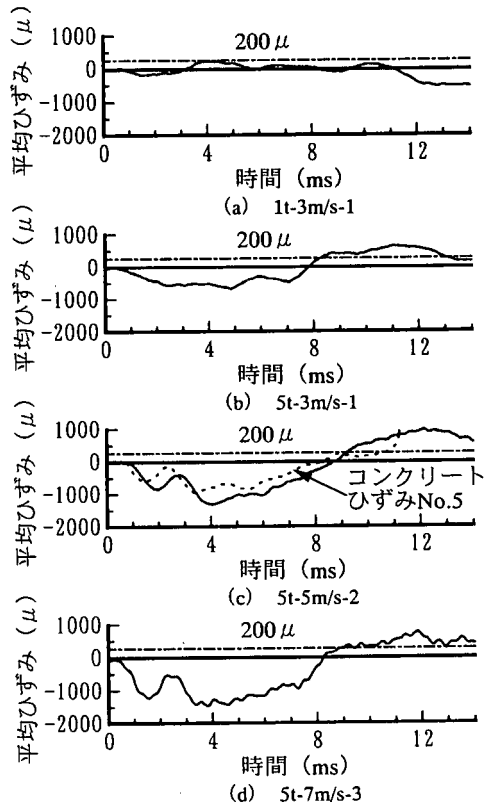 平均ひずみ (μ)
1000
200μ
0
-1000
-2000
0 4 8 12
時間 (ms)
(a) 1t-3m/s-1
平均ひずみ (μ)
1000
200μ
0
-1000
-2000
0 4 8 12
時間 (ms)
(b) 5t-3m/s-1
平均ひずみ (μ)
1000
200μ
0
-1000
-2000
コンクリート
ひずみNo.5
0 4 8 12
時間 (ms)
(c) 5t-5m/s-2
平均ひずみ (μ)
1000
200μ
0
-1000
-2000
0 4 8 12
時間 (ms)
(d) 5t-7m/s-3